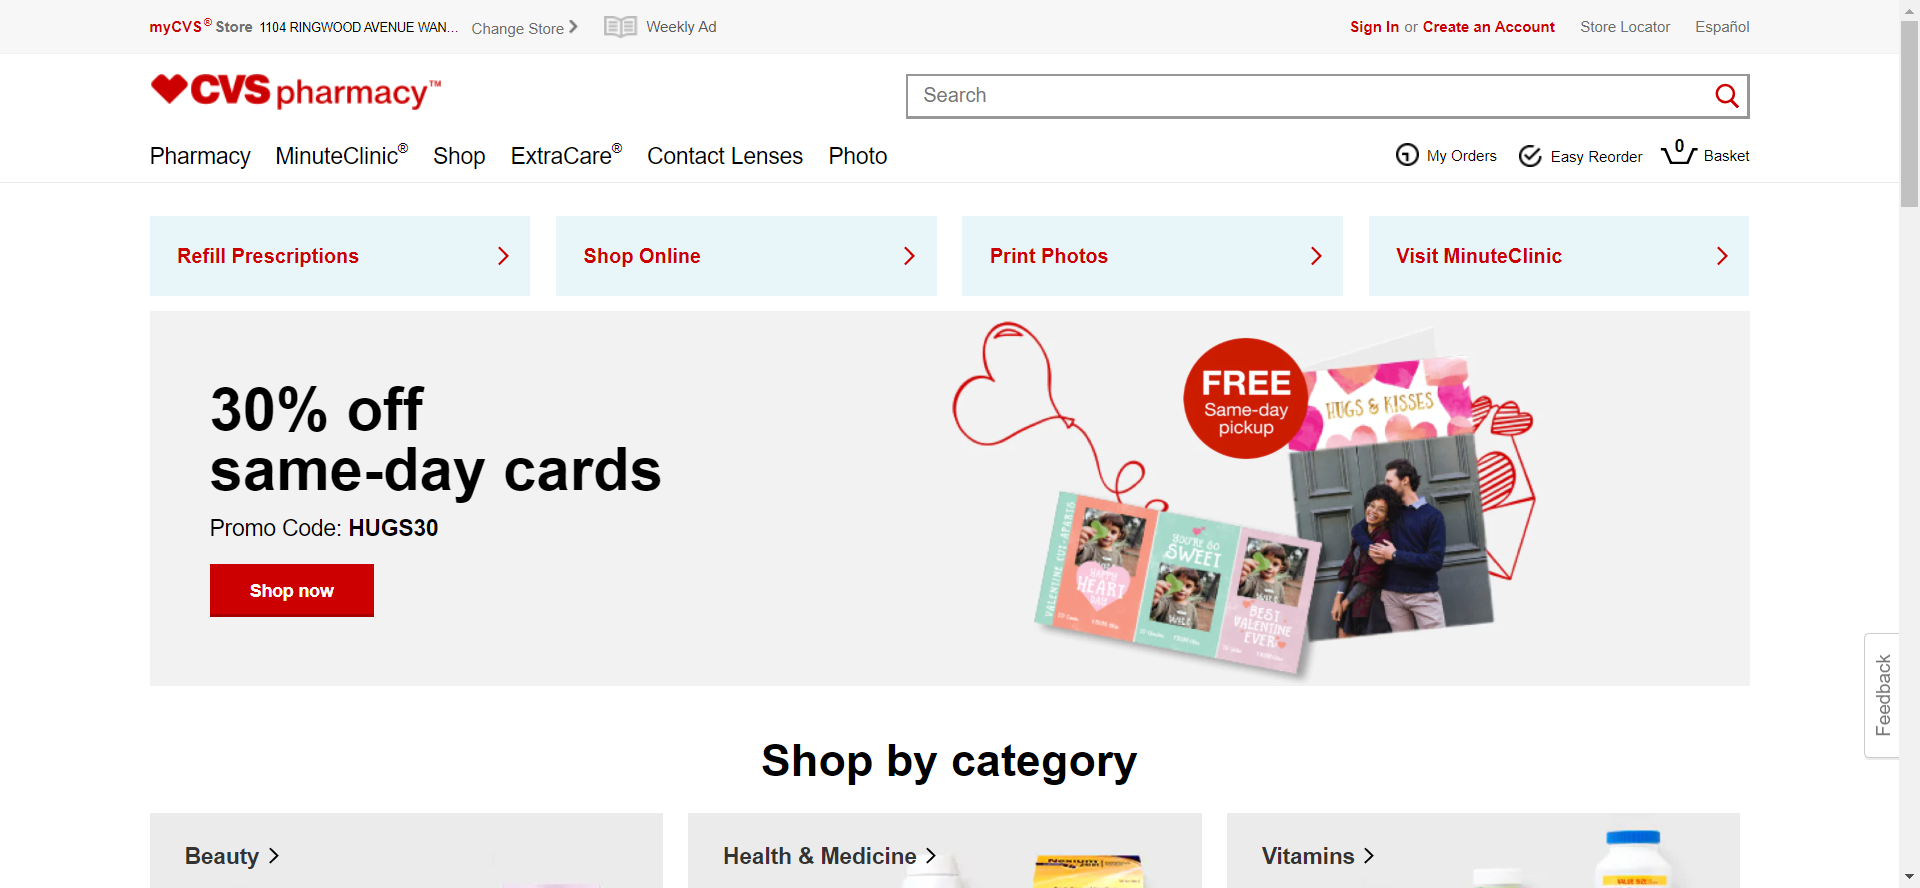 myCVS® Store 1104 RINGWOOD AVENUE WAN... Change Store Weekly Ad Sign In or Create an Account Store Locator Español
CVS pharmacy™
Search
Pharmacy MinuteClinic® Shop ExtraCare® Contact Lenses Photo My Orders Easy Reorder 0 Basket
Refill Prescriptions Shop Online Print Photos Visit MinuteClinic
30% off
same-day cards
Promo Code: HUGS30
Shop now
FREE
Same-day
pickup
HUGS & KISSES
VALENTINE CUT-APARTS
HAPPY
HEART
DAY
YOU'RE SO
SWEET
BEST
VALENTINE
EVER
Feedback
Shop by category
Beauty Health & Medicine Vitamins
Nexium
VALUE SIZE